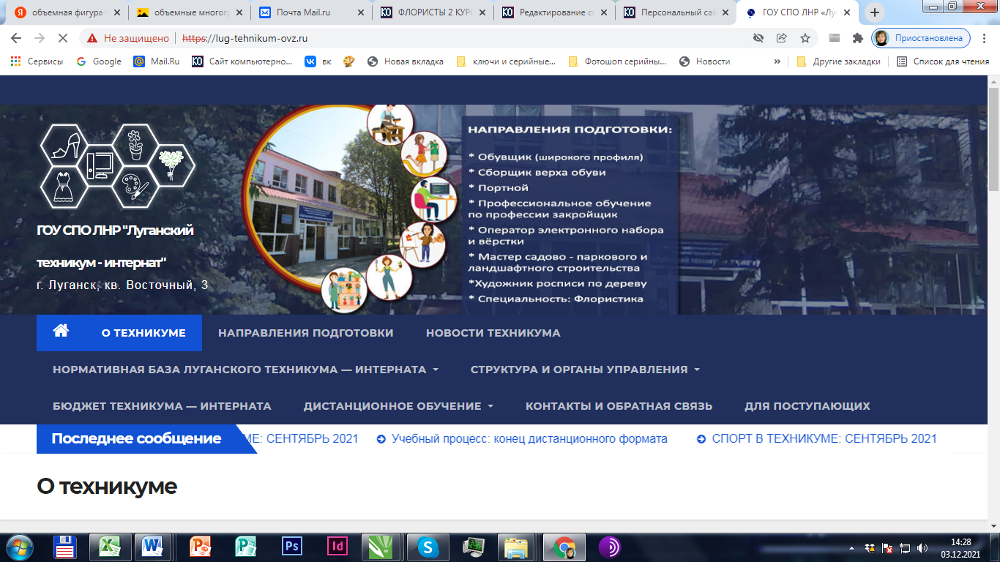 объемная фигура -
объемные многогр
Почта Mail.ru
ФЛОРИСТЫ 2 КУРС
Редактирование со
Персональный сай
ГОУ СПО ЛНР «Лу
Не защищено
https://lug-tehnikum-ovz.ru
Приостановлена
Сервисы
Google
Mail.Ru
Сайт компьютерно...
вк
Новая вкладка
ключи и серийные...
Фотошоп серийны...
Новости
»
Другие закладки
Список для чтения
ГОУ СПО ЛНР "Луганский
техникум - интернат"
г. Луганск, кв. Восточный, 3
НАПРАВЛЕНИЯ ПОДГОТОВКИ:
* Обувщик (широкого профиля)
* Сборщик верха обуви
* Портной
* Профессиональное обучение
по профессии закройщик
* Оператор электронного набора
и вёрстки
* Мастер садово - паркового и
ландшафтного строительства
*Художник росписи по дереву
* Специальность: Флористика
О ТЕХНИКУМЕ
НАПРАВЛЕНИЯ ПОДГОТОВКИ
НОВОСТИ ТЕХНИКУМА
НОРМАТИВНАЯ БАЗА ЛУГАНСКОГО ТЕХНИКУМА — ИНТЕРНАТА
СТРУКТУРА И ОРГАНЫ УПРАВЛЕНИЯ
БЮДЖЕТ ТЕХНИКУМА — ИНТЕРНАТА
ДИСТАНЦИОННОЕ ОБУЧЕНИЕ
КОНТАКТЫ И ОБРАТНАЯ СВЯЗЬ
ДЛЯ ПОСТУПАЮЩИХ
Последнее сообщение
МЕ: СЕНТЯБРЬ 2021
Учебный процесс: конец дистанционного формата
СПОРТ В ТЕХНИКУМЕ: СЕНТЯБРЬ 2021
О техникуме
14:28
03.12.2021